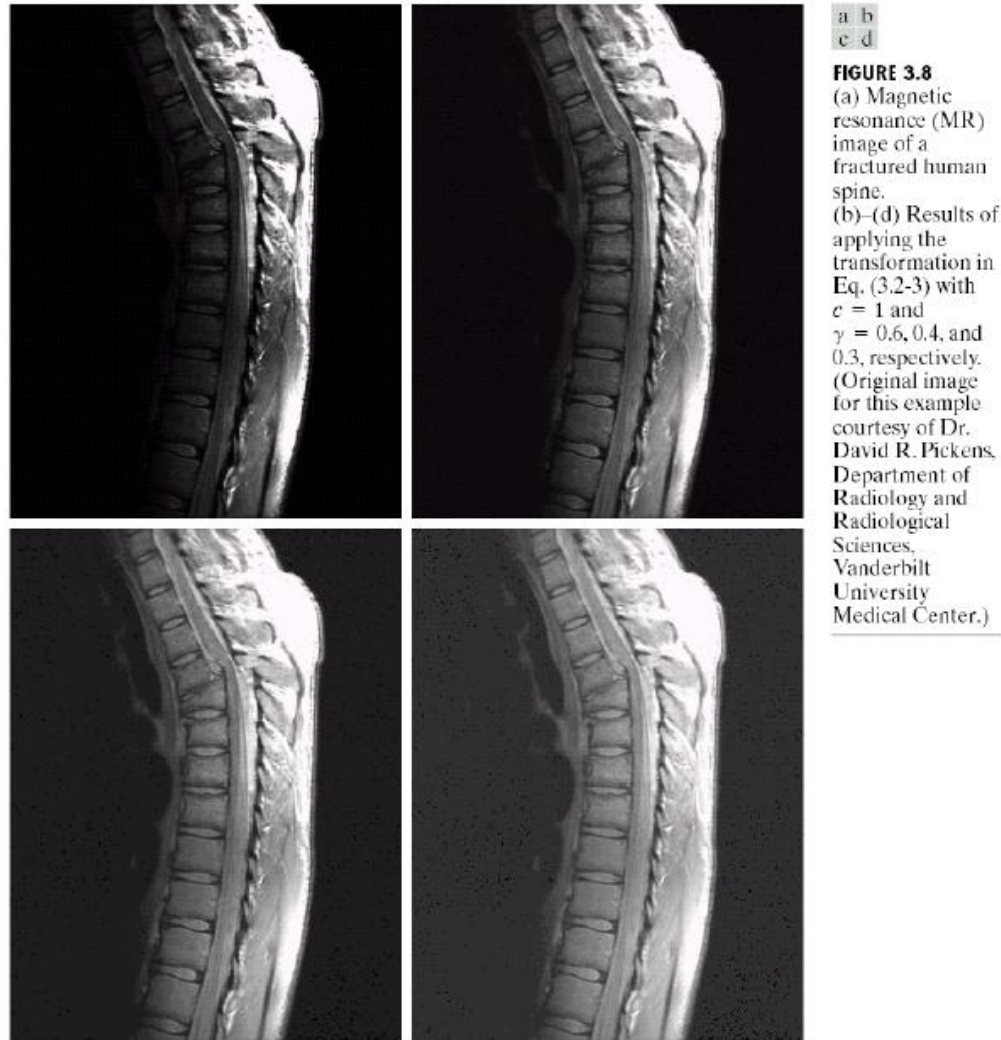 a b
c d
FIGURE 3.8
(a) Magnetic
resonance (MR)
image of a
fractured human
spine.
(b)–(d) Results of
applying the
transformation in
Eq. (3.2-3) with
c = 1 and
γ = 0.6, 0.4, and
0.3, respectively.
(Original image
for this example
courtesy of Dr.
David R. Pickens,
Department of
Radiology and
Radiological
Sciences,
Vanderbilt
University
Medical Center.)